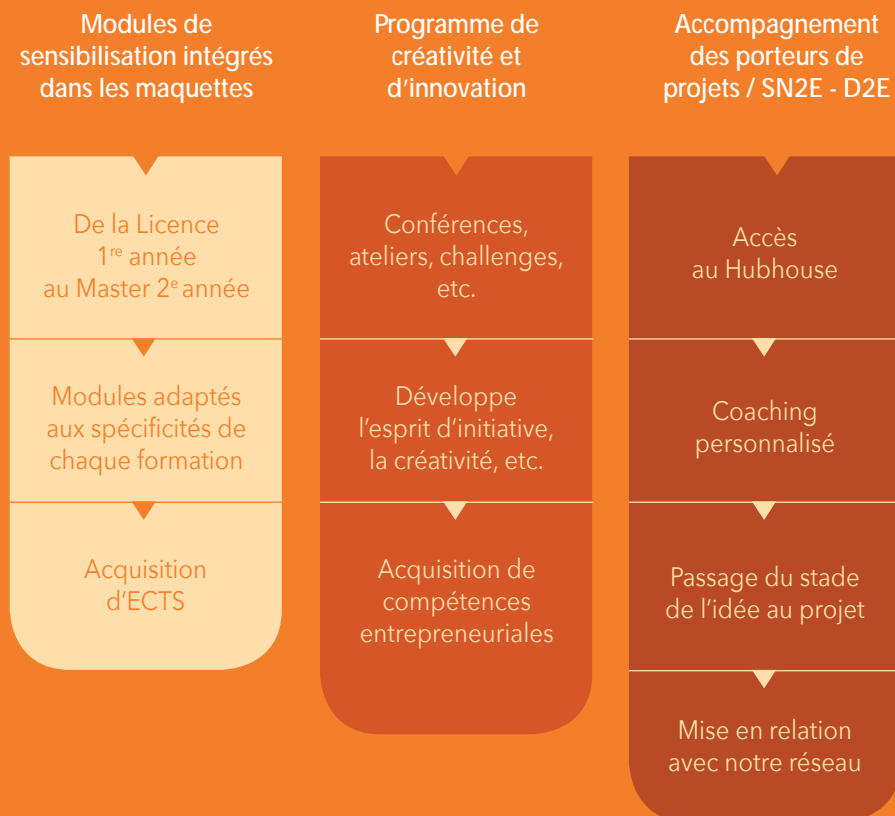 Modules de
sensibilisation intégrés
dans les maquettes
De la Licence
1re année
au Master 2e année
Modules adaptés
aux spécificités de
chaque formation
Acquisition
d'ECTS
Programme de
créativité et
d'innovation
Conférences,
ateliers, challenges,
etc.
Développe
l'esprit d'initiative,
la créativité, etc.
Acquisition de
compétences
entrepreneuriales
Accompagnement
des porteurs de
projets / SN2E - D2E
Accès
au Hubhouse
Coaching
personnalisé
Passage du stade
de l'idée au projet
Mise en relation
avec notre réseau